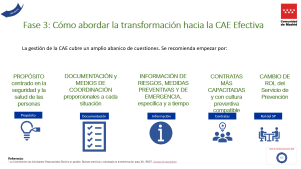 Fase 3: Cómo abordar la transformación hacia la CAE Efectiva
Comunidad
de Madrid
La gestión de la CAE cubre un amplio abanico de cuestiones. Se recomienda empezar por:
PROPÓSITO
centrado en la
seguridad y la
salud de las
personas
DOCUMENTACIÓN y
MEDIOS DE
COORDINACIÓN
proporcionales a cada
situación
INFORMACIÓN DE
RIESGOS, MEDIDAS
PREVENTIVAS Y DE
EMERGENCIA,
específica y a tiempo
CONTRATAS
MÁS
CAPACITADAS
y con cultura
preventiva
compatible
CAMBIO DE
ROL del
Servicio de
Prevención
Propósito
Documentación
Información
Contratas
Rol del SP
Referencia: